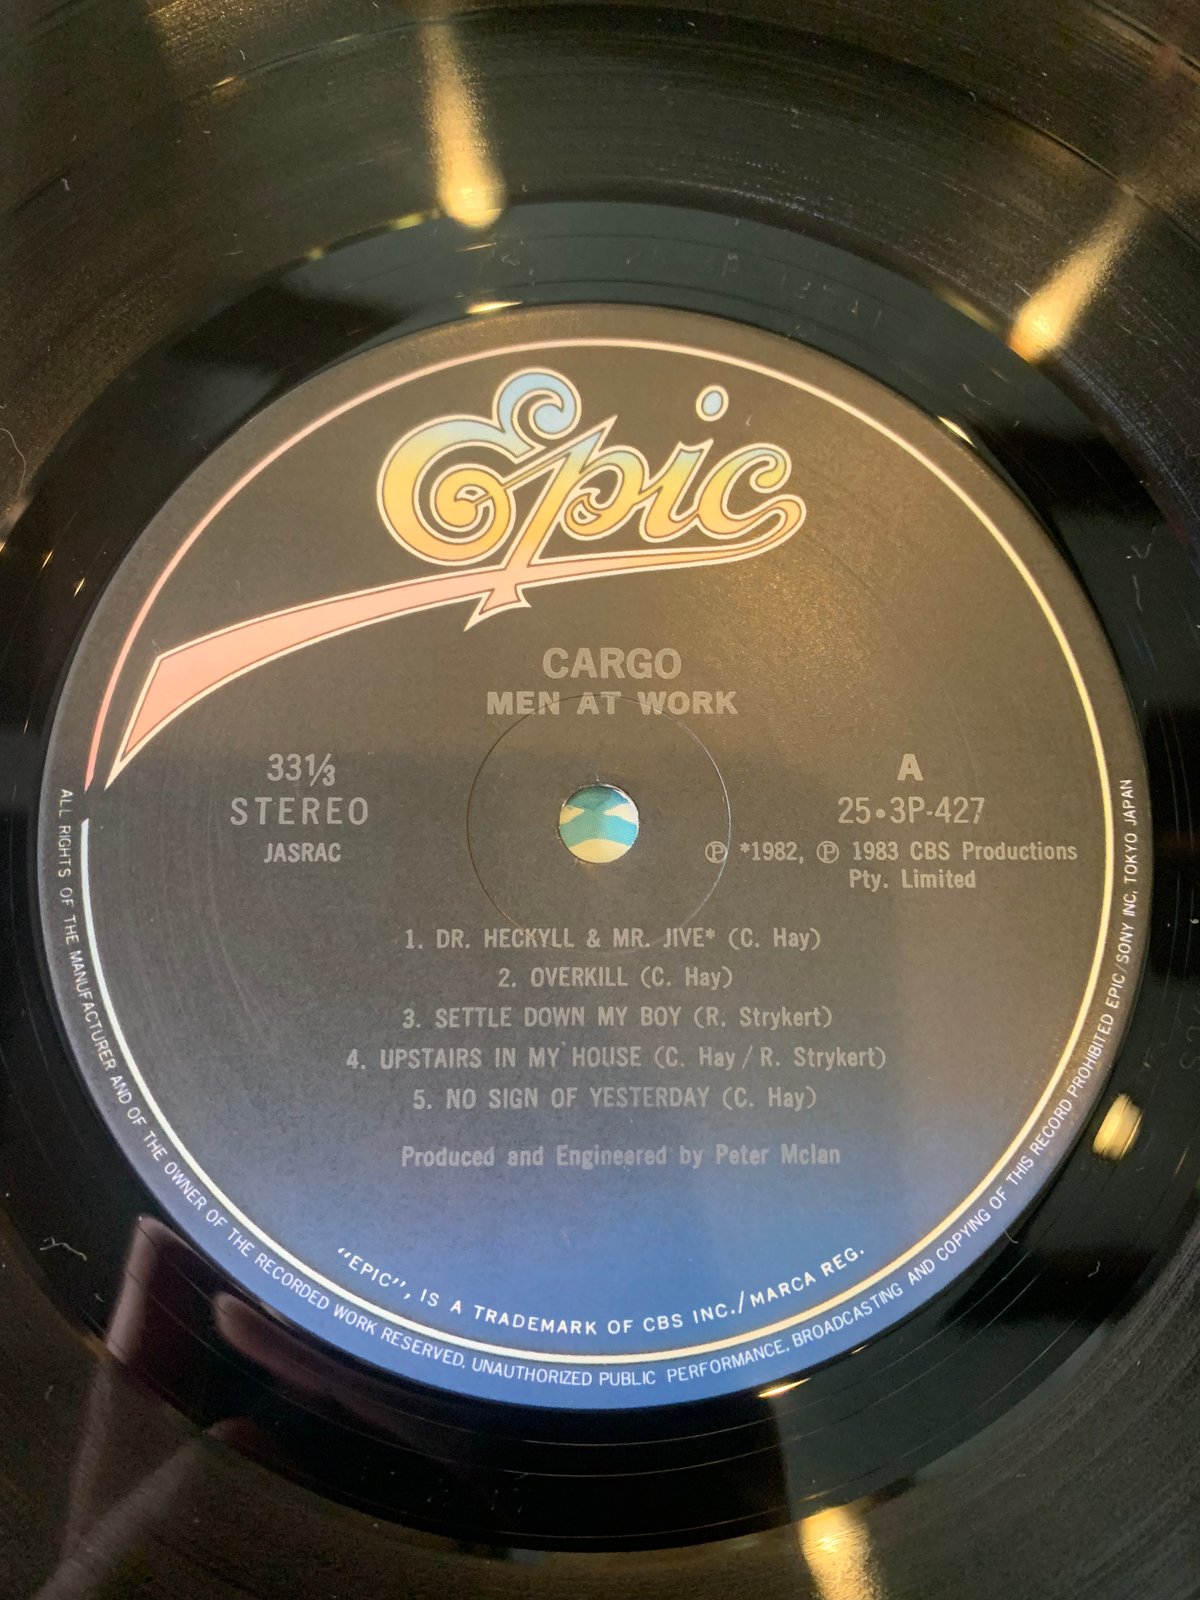 Epic
CARGO
MEN AT WORK
33⅓
STEREO
JASRAC
A
25•3P-427
℗ *1982, ℗ 1983 CBS Productions
Pty. Limited
1. DR. HECKYLL & MR. JIVE* (C. Hay)
2. OVERKILL (C. Hay)
3. SETTLE DOWN MY BOY (R. Strykert)
4. UPSTAIRS IN MY HOUSE (C. Hay / R. Strykert)
5. NO SIGN OF YESTERDAY (C. Hay)
Produced and Engineered by Peter McIan
"EPIC", IS A TRADEMARK OF CBS INC./MARCA REG.
ALL RIGHTS OF THE MANUFACTURER AND OF THE OWNER OF THE RECORDED WORK RESERVED. UNAUTHORIZED PUBLIC PERFORMANCE. BROADCASTING AND COPYING OF THIS RECORD PROHIBITED EPIC/SONY INC, TOKYO JAPAN